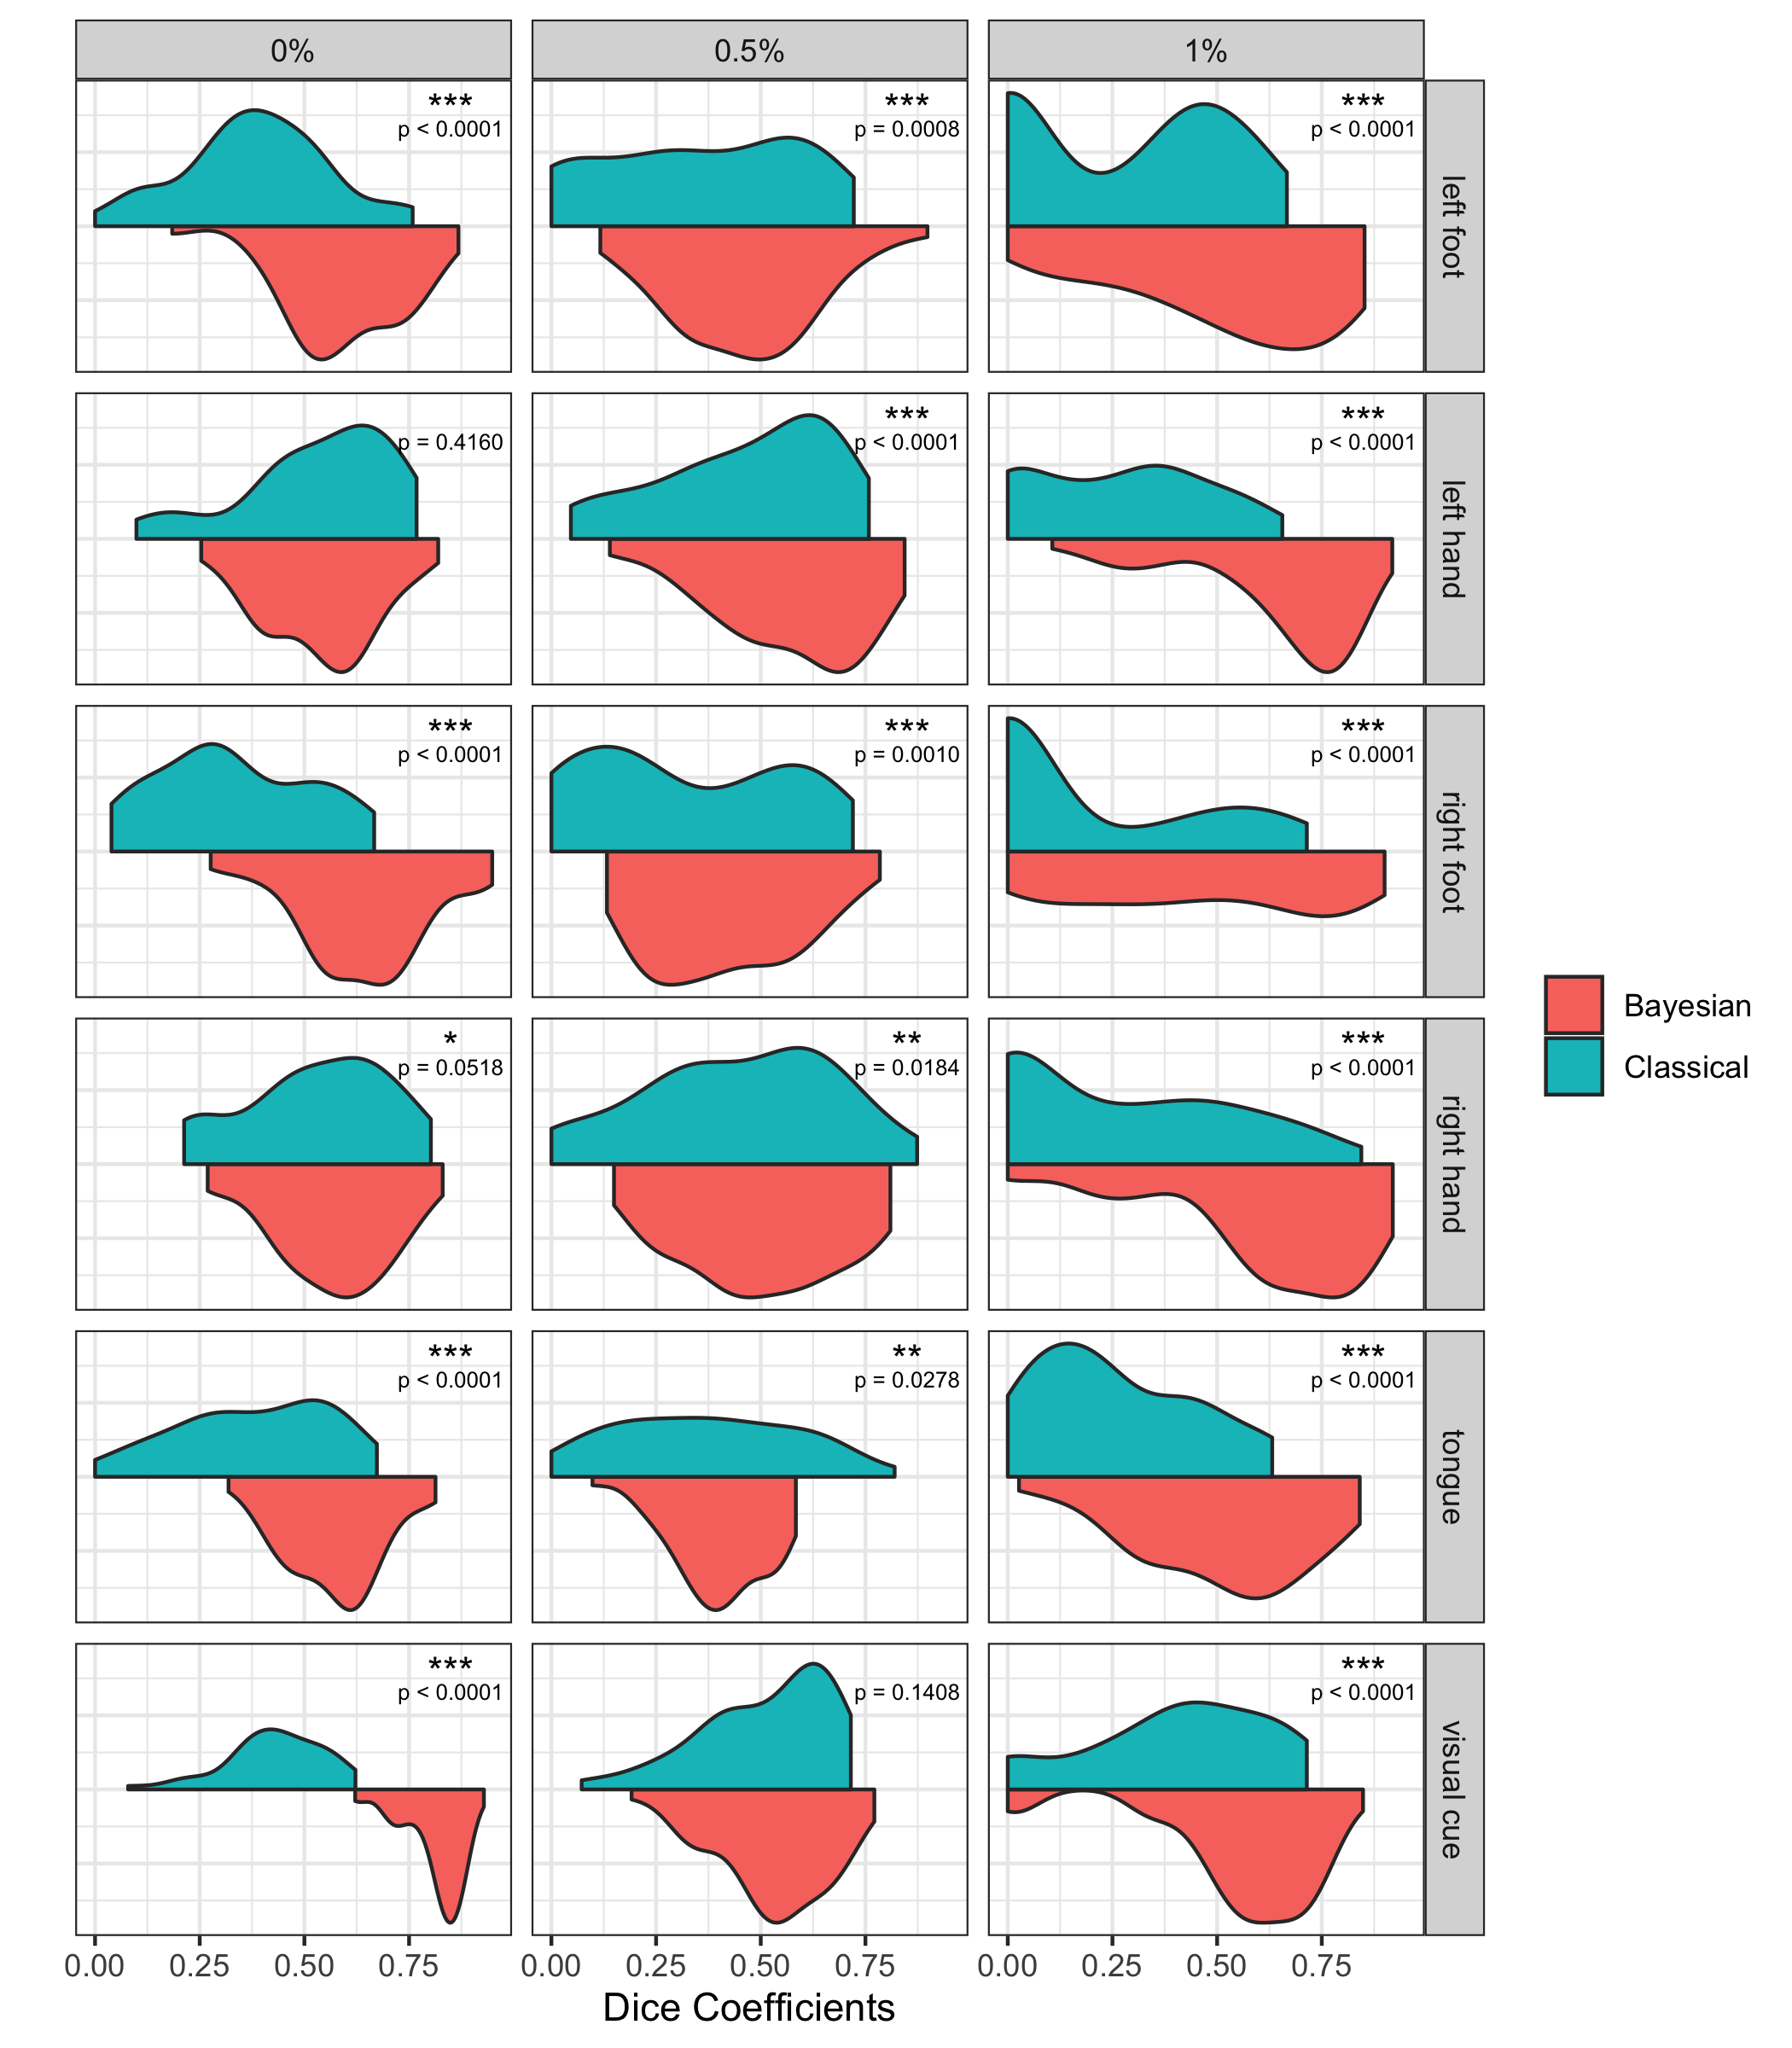 0% 0.5% 1%
*** *** ***
p < 0.0001 p = 0.0008 p < 0.0001
left foot
*** ***
p = 0.4160 p < 0.0001 p < 0.0001
left hand
*** *** ***
p < 0.0001 p = 0.0010 p < 0.0001
right foot
Bayesian
Classical
* ** ***
p = 0.0518 p = 0.0184 p < 0.0001
right hand
*** ** ***
p < 0.0001 p = 0.0278 p < 0.0001
tongue
*** ***
p < 0.0001 p = 0.1408 p < 0.0001
visual cue
0.00 0.25 0.50 0.75 0.00 0.25 0.50 0.75 0.00 0.25 0.50 0.75
Dice Coefficients